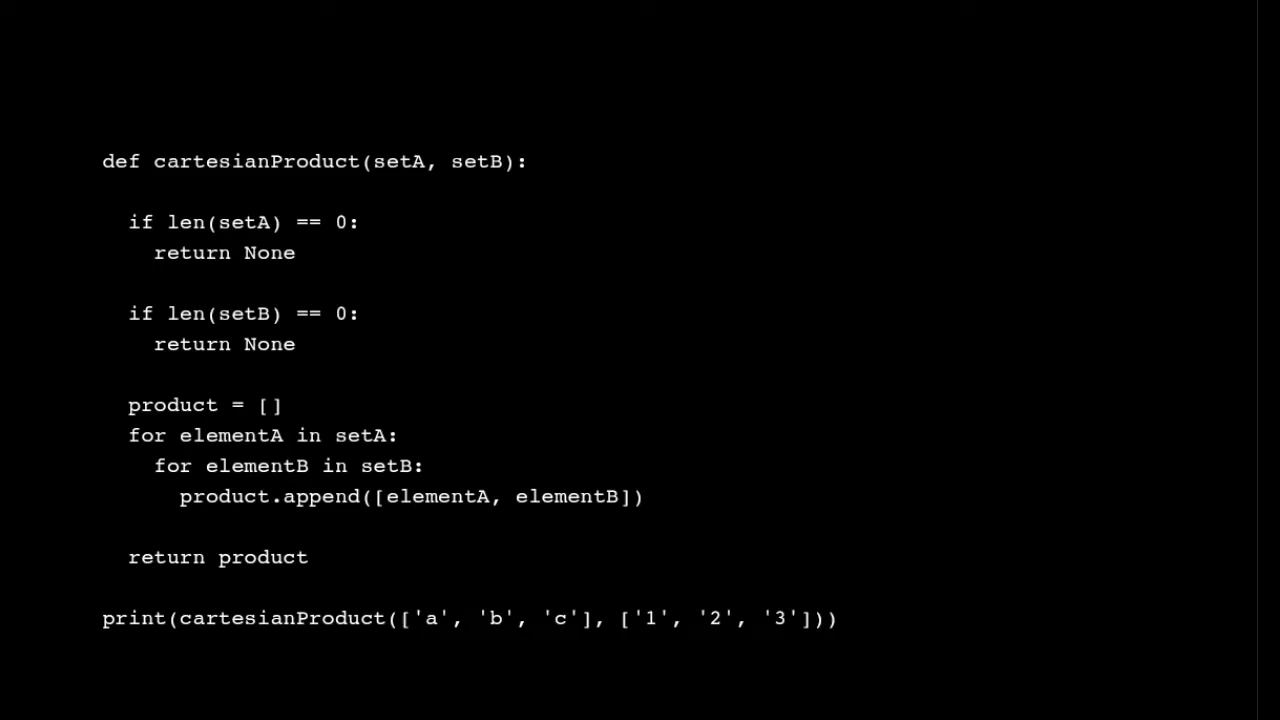 def cartesianProduct(setA, setB):
if len(setA) == 0:
return None
if len(setB) == 0:
return None
product = []
for elementA in setA:
for elementB in setB:
product.append([elementA, elementB])
return product
print(cartesianProduct(['a', 'b', 'c'], ['1', '2', '3']))